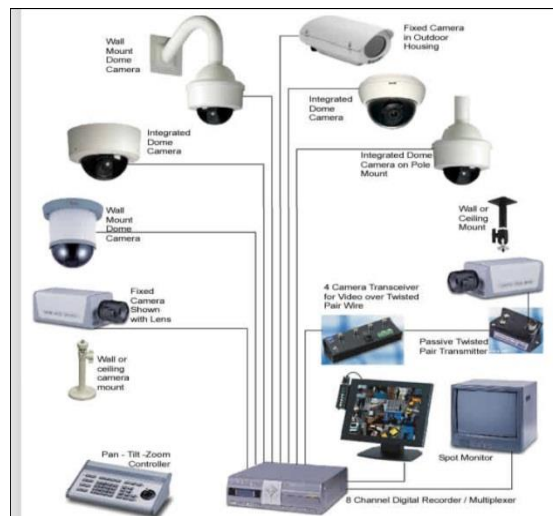 Wall
Mount
Dome
Camera
Fixed Camera
in Outdoor
Housing
Integrated
Dome
Camera
Integrated
Dome
Camera
Integrated Dome
Camera on Pole
Mount
Wall
Mount
Dome
Camera
Wall or
Ceiling
Mount
Fixed
Camera
Shown
with Lens
4 Camera Transceiver
for Video over Twisted
Pair Wire
Passive Twisted
Pair Transmitter
Wall or
ceiling
camera
mount
Pan - Tilt -Zoom
Controller
Spot Monitor
8 Channel Digital Recorder / Multiplexer